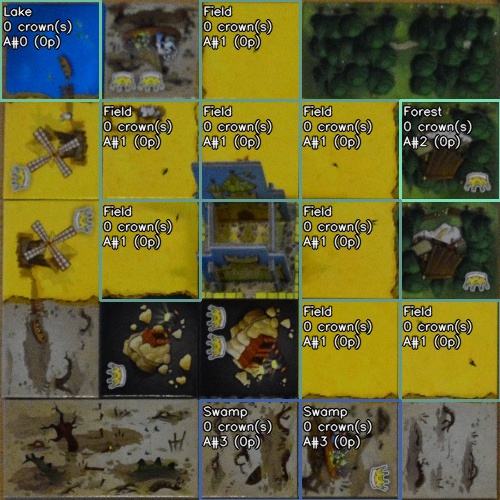 Lake
0 crown(s)
A#0 (0p)
Field
0 crown(s)
A#1 (0p)
Field
0 crown(s)
A#1 (0p)
Field
0 crown(s)
A#1 (0p)
Field
0 crown(s)
A#1 (0p)
Forest
0 crown(s)
A#2 (0p)
Field
0 crown(s)
A#1 (0p)
Field
0 crown(s)
A#1 (0p)
Field
0 crown(s)
A#1 (0p)
Field
0 crown(s)
A#1 (0p)
Swamp
0 crown(s)
A#3 (0p)
Swamp
0 crown(s)
A#3 (0p)